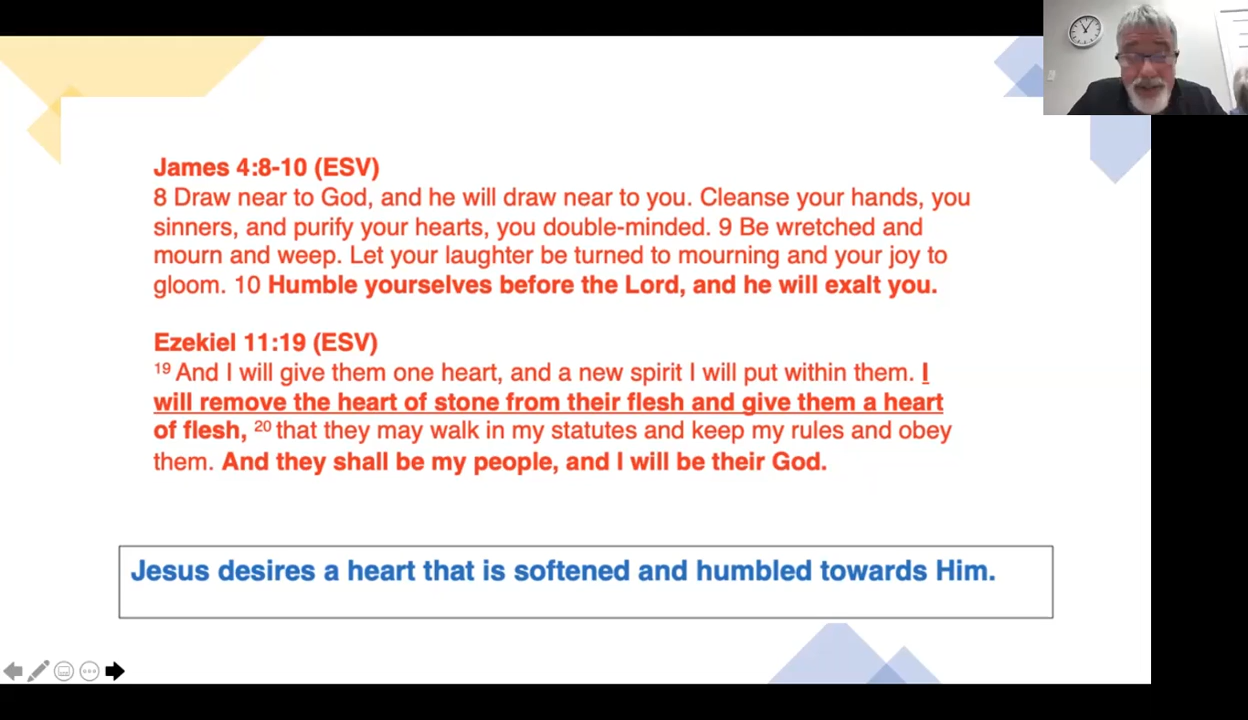 James 4:8-10 (ESV)
8 Draw near to God, and he will draw near to you. Cleanse your hands, you
sinners, and purify your hearts, you double-minded. 9 Be wretched and
mourn and weep. Let your laughter be turned to mourning and your joy to
gloom. 10 Humble yourselves before the Lord, and he will exalt you.
Ezekiel 11:19 (ESV)
19 And I will give them one heart, and a new spirit I will put within them. I
will remove the heart of stone from their flesh and give them a heart
of flesh, 20 that they may walk in my statutes and keep my rules and obey
them. And they shall be my people, and I will be their God.
Jesus desires a heart that is softened and humbled towards Him.